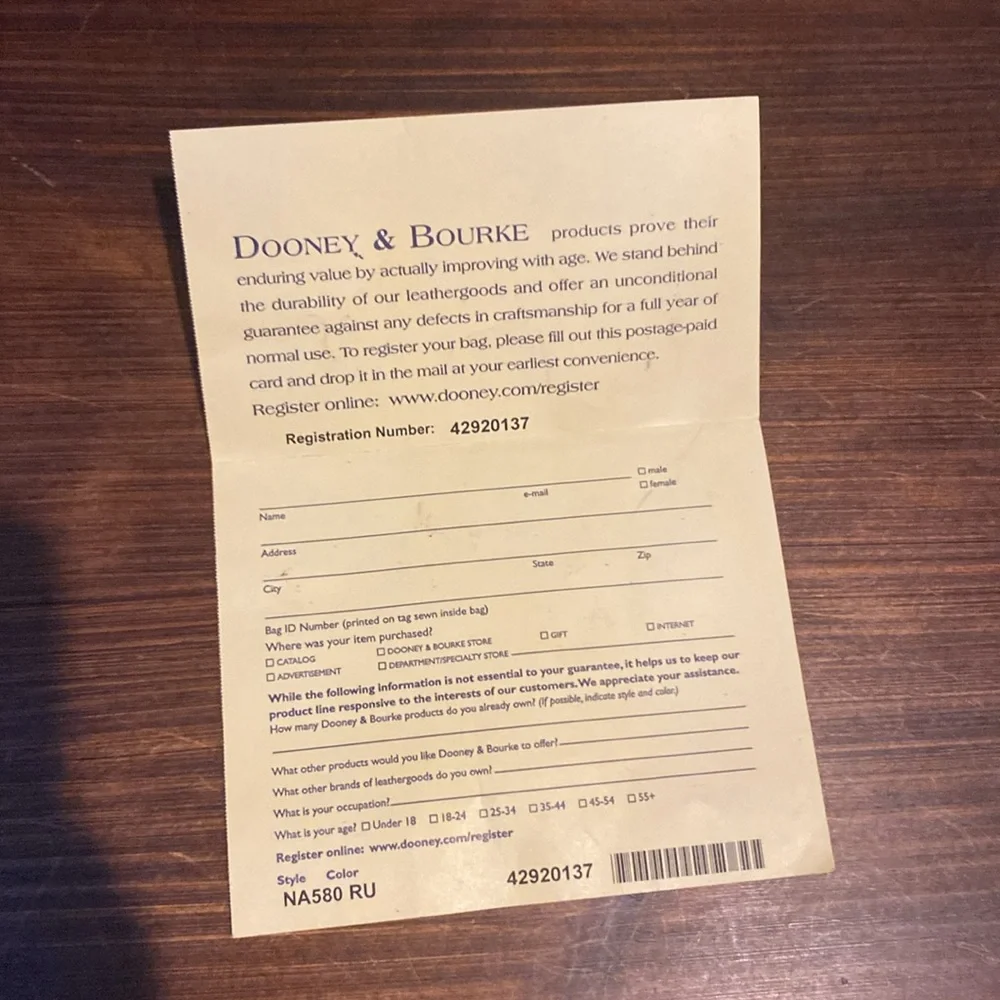 DOONEY & BOURKE products prove their
enduring value by actually improving with age. We stand behind
the durability of our leathergoods and offer an unconditional
guarantee against any defects in craftsmanship for a full year of
normal use. To register your bag, please fill out this postage-paid
card and drop it in the mail at your earliest convenience.
Register online: www.dooney.com/register
Registration Number: 42920137
☐ male
Name e-mail ☐ female
Address
City State Zip
Bag ID Number (printed on tag sewn inside bag)
Where was your item purchased?
☐ CATALOG ☐ DOONEY & BOURKE STORE ☐ GIFT ☐ INTERNET
☐ ADVERTISEMENT ☐ DEPARTMENT/SPECIALTY STORE
While the following information is not essential to your guarantee, it helps us to keep our
product line responsive to the interests of our customers. We appreciate your assistance.
How many Dooney & Bourke products do you already own? (If possible, indicate style and color.)
What other products would you like Dooney & Bourke to offer?
What other brands of leathergoods do you own?
What is your occupation?
What is your age? ☐ Under 18 ☐ 18-24 ☐ 25-34 ☐ 35-44 ☐ 45-54 ☐ 55+
Register online: www.dooney.com/register
Style Color
NA580 RU 42920137